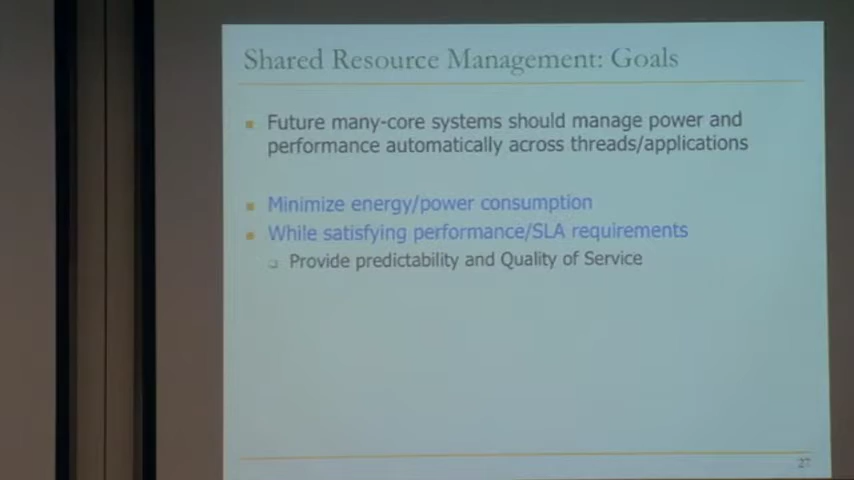 Shared Resource Management: Goals
Future many-core systems should manage power and
performance automatically across threads/applications
Minimize energy/power consumption
While satisfying performance/SLA requirements
Provide predictability and Quality of Service
27